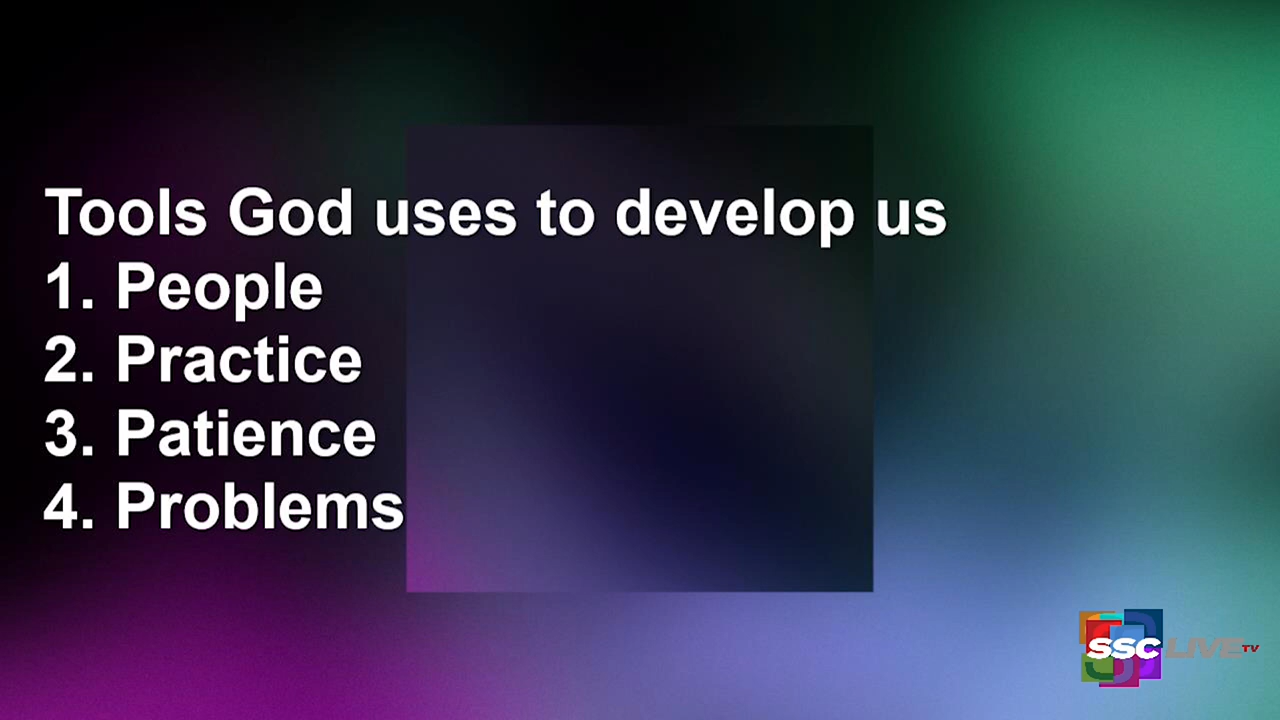 Tools God uses to develop us
1. People
2. Practice
3. Patience
4. Problems
SSC LIVE TV